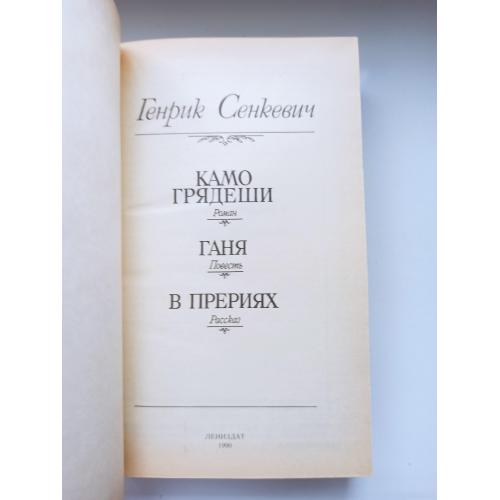 Генрик Сенкевич
КАМО
ГРЯДЕШИ
Роман
ГАНЯ
Повесть
В ПРЕРИЯХ
Рассказ
ЛЕНИЗДАТ
1990